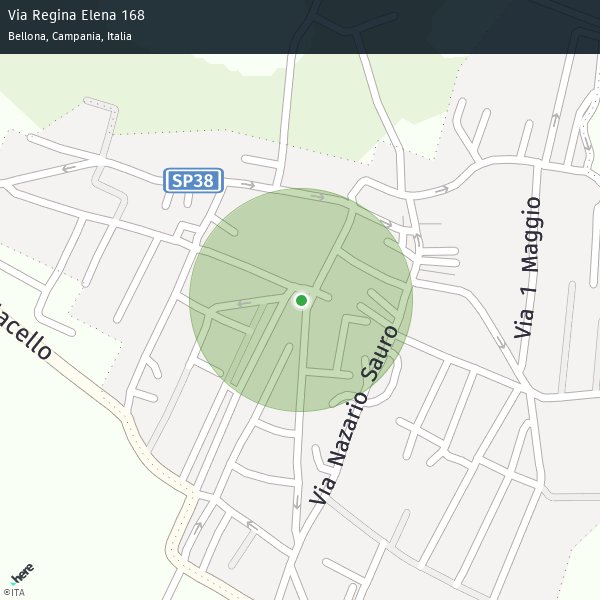 Via Regina Elena 168
Bellona, Campania, Italia
SP38
Via 1 Maggio
Via Nazario Sauro
here
©ITA